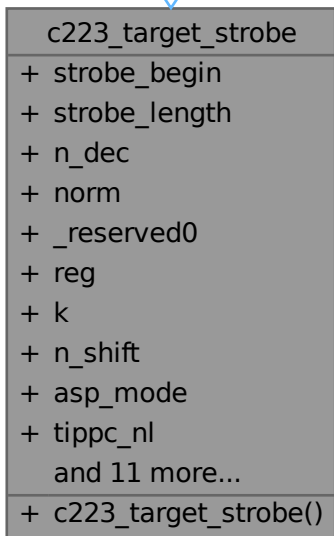 c223_target_strobe
+ strobe_begin
+ strobe_length
+ n_dec
+ norm
+ _reserved0
+ reg
+ k
+ n_shift
+ asp_mode
+ tippc_nl
and 11 more...
+ c223_target_strobe()